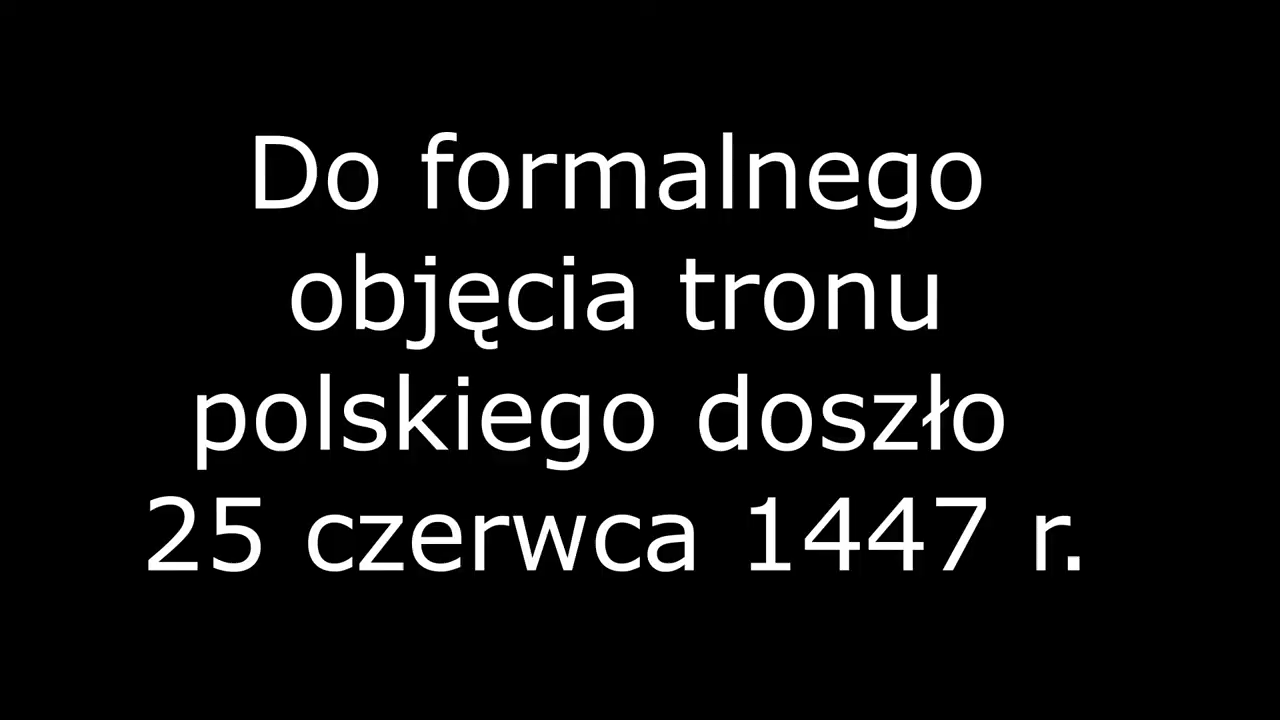 Do formalnego
objęcia tronu
polskiego doszło
25 czerwca 1447 r.